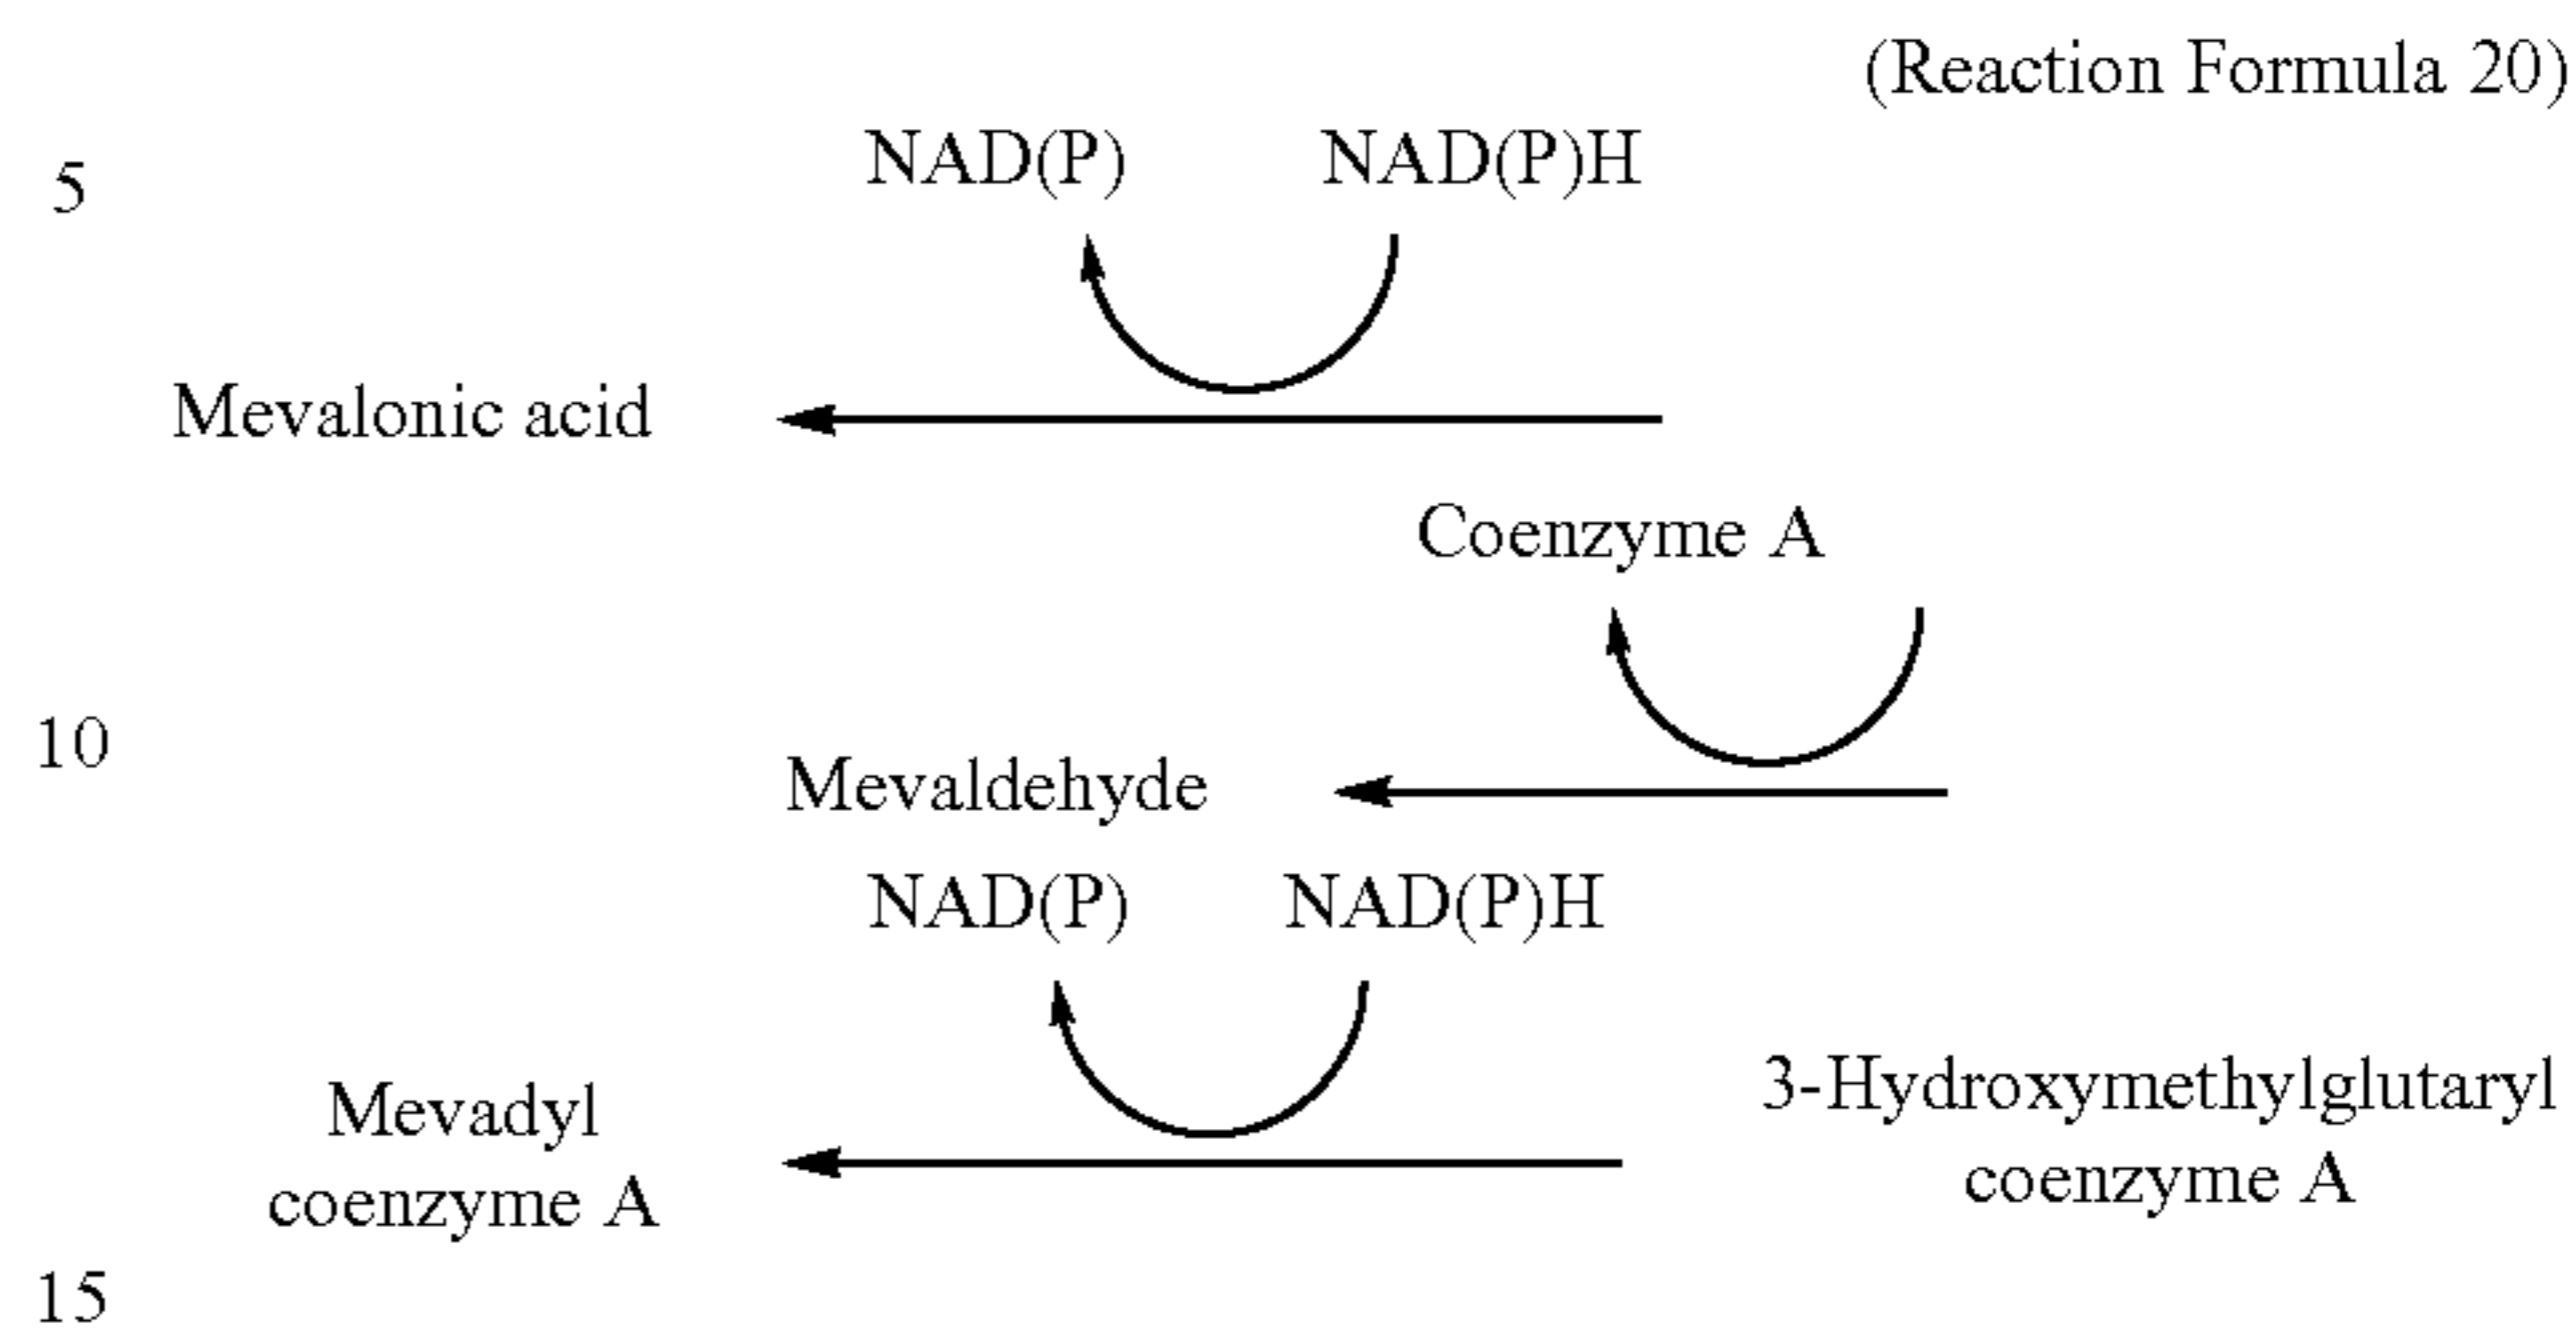 (Reaction Formula 20)
5
NAD(P) NAD(P)H
Mevalonic acid
Coenzyme A
10
Mevaldehyde
NAD(P) NAD(P)H
Mevadyl
coenzyme A
3-Hydroxymethylglutaryl
coenzyme A
15